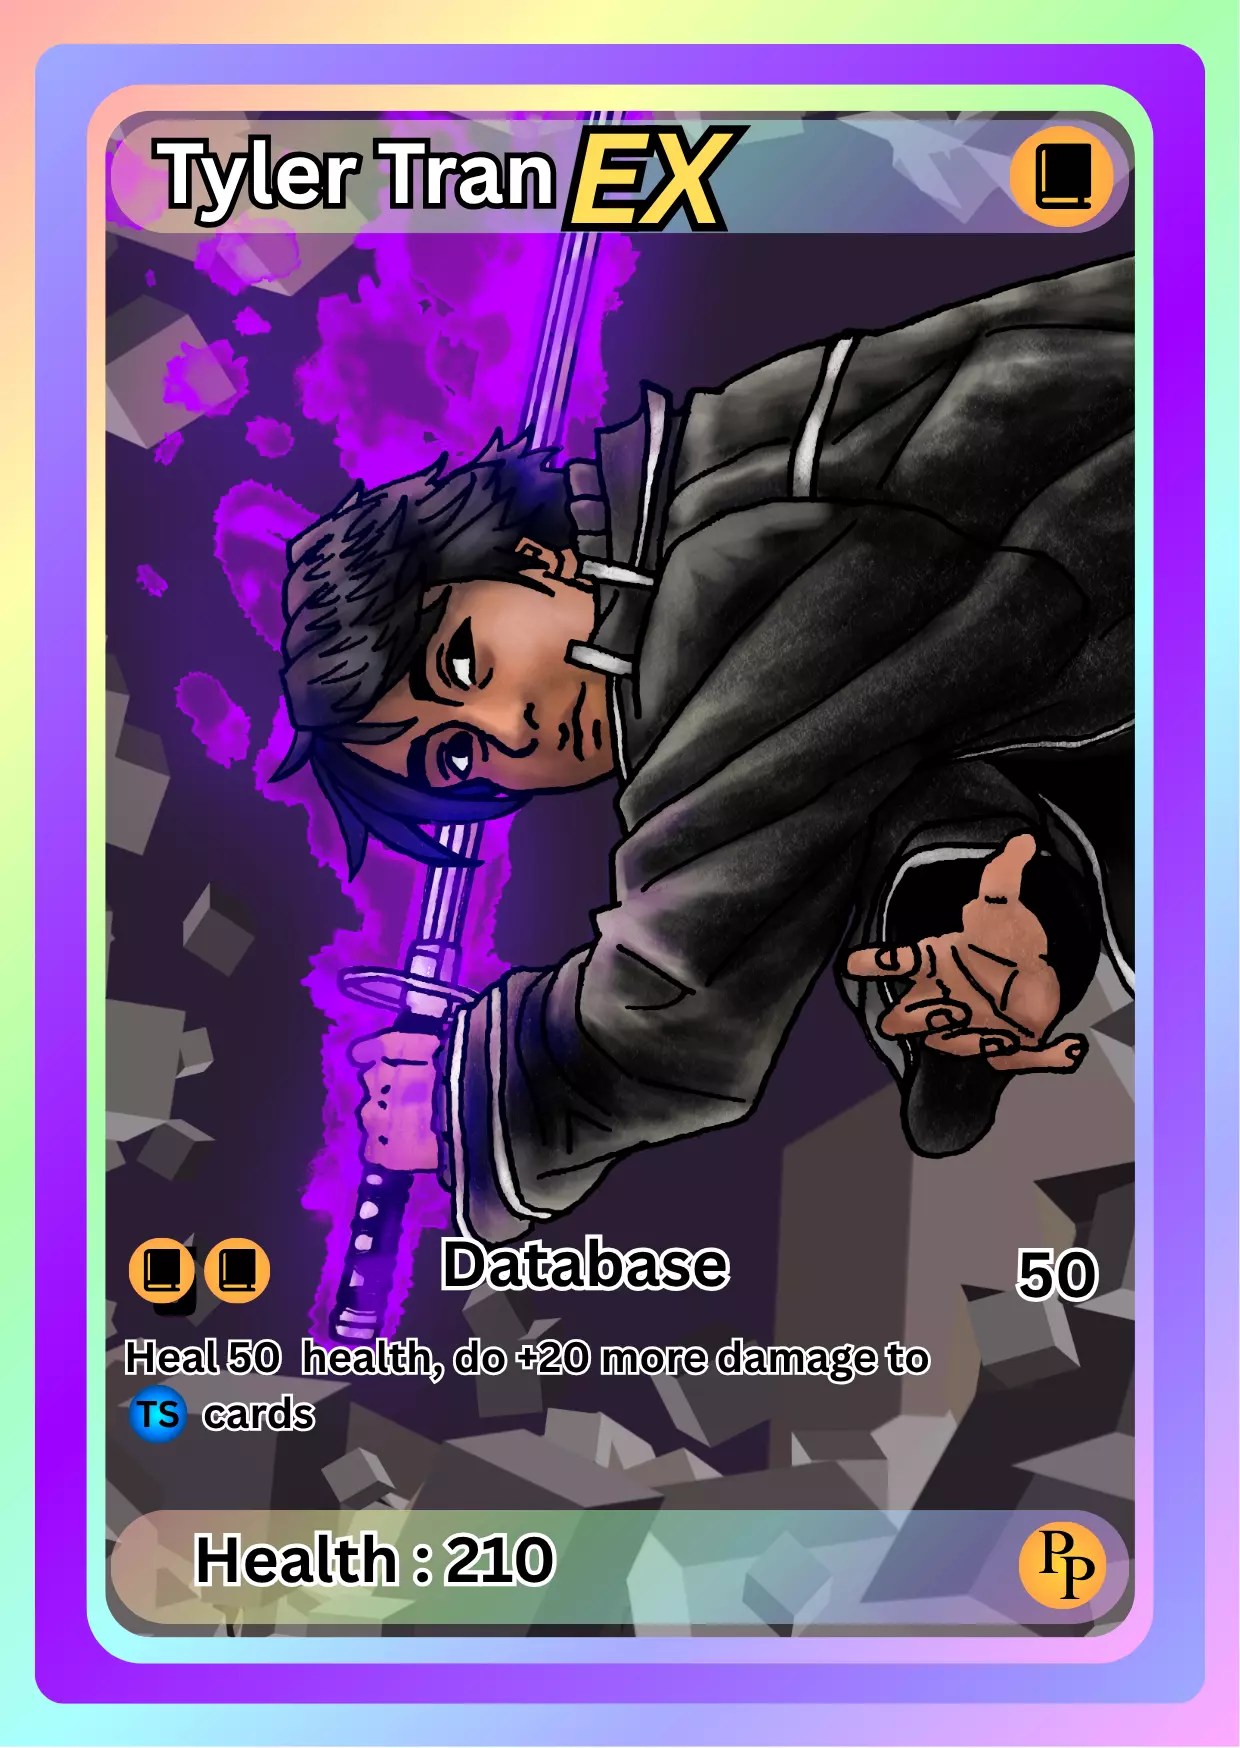 Tyler Tran EX
Database 50
Heal 50 health, do +20 more damage to
TS cards
Health : 210
PP